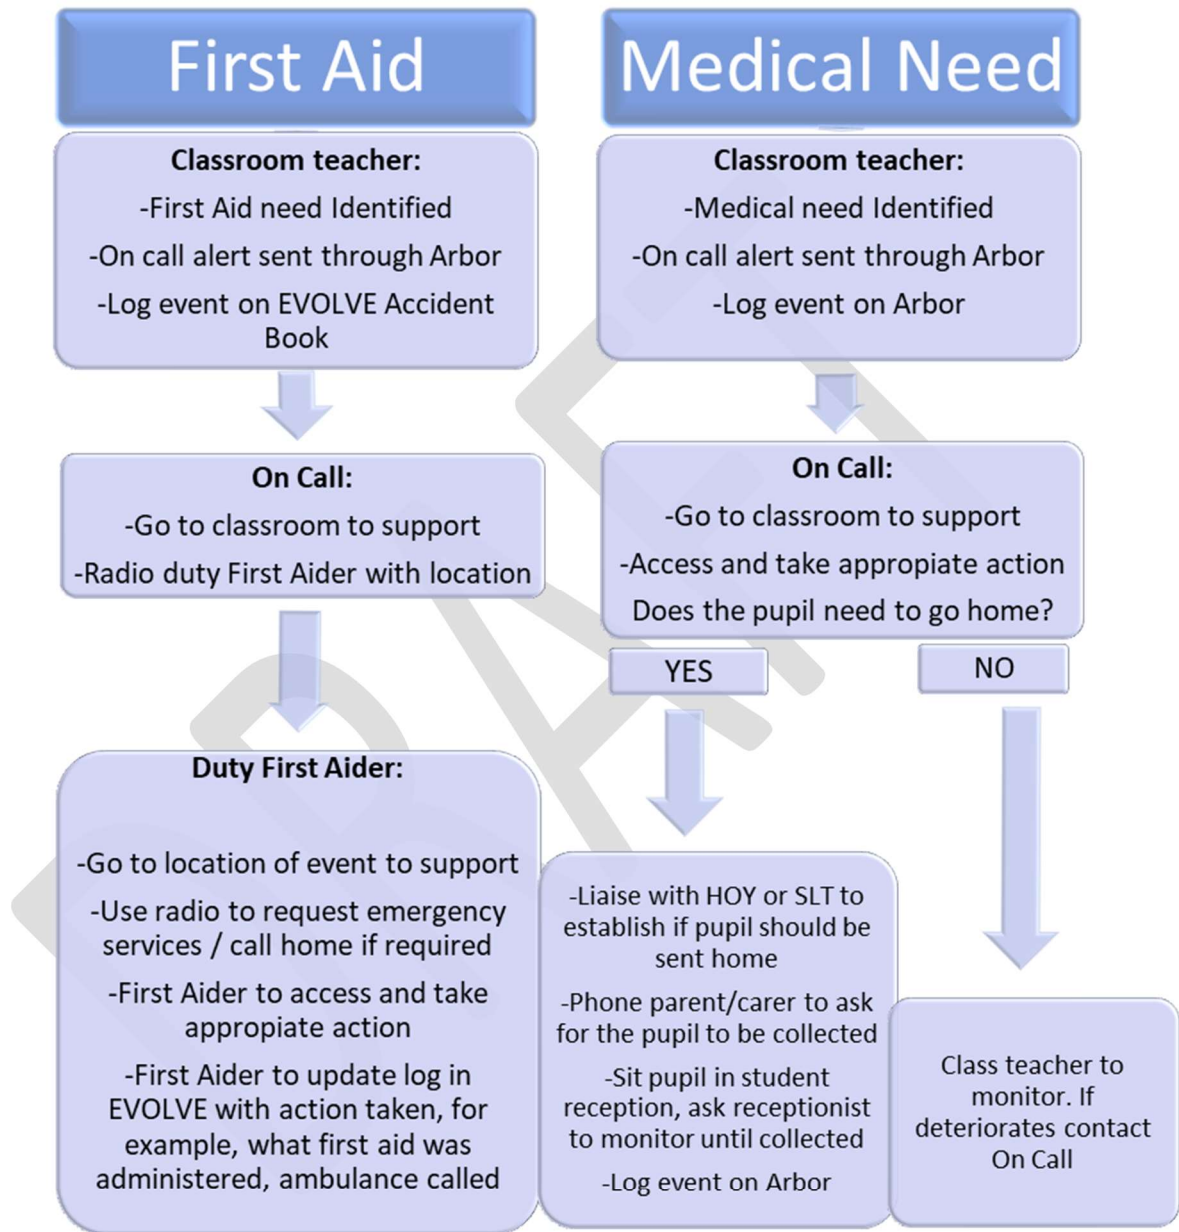 First Aid
Classroom teacher:
-First Aid need Identified
-On call alert sent through Arbor
-Log event on EVOLVE Accident
Book
On Call:
-Go to classroom to support
-Radio duty First Aider with location
Duty First Aider:
-Go to location of event to support
-Use radio to request emergency
services / call home if required
-First Aider to access and take
appropiate action
-First Aider to update log in
EVOLVE with action taken, for
example, what first aid was
administered, ambulance called
Medical Need
Classroom teacher:
-Medical need Identified
-On call alert sent through Arbor
-Log event on Arbor
On Call:
-Go to classroom to support
-Access and take appropiate action
Does the pupil need to go home?
YES
-Liaise with HOY or SLT to
establish if pupil should be
sent home
-Phone parent/carer to ask
for the pupil to be collected
-Sit pupil in student
reception, ask receptionist
to monitor until collected
-Log event on Arbor
NO
Class teacher to
monitor. If
deteriorates contact
On Call
DRAFT